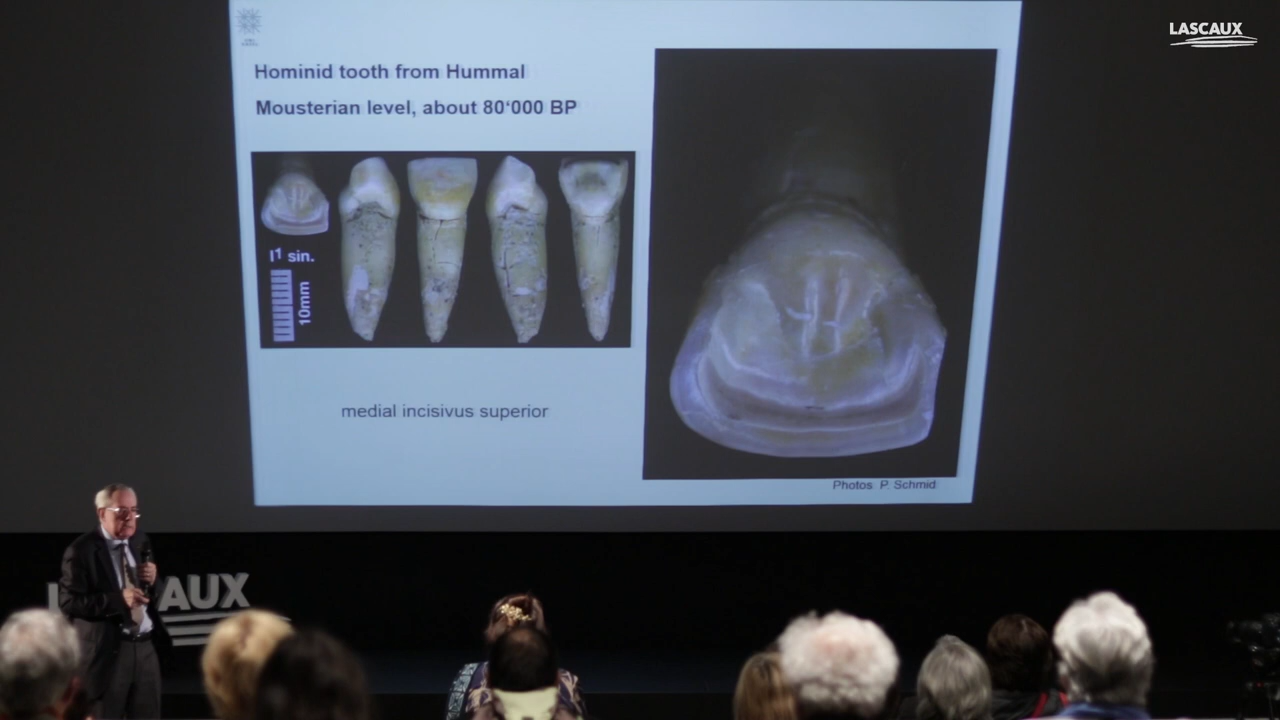 LASCAUX
Hominid tooth from Hummal
Mousterian level, about 80'000 BP
I1 sin.
10mm
medial incisivus superior
Photos P. Schmid
AUX